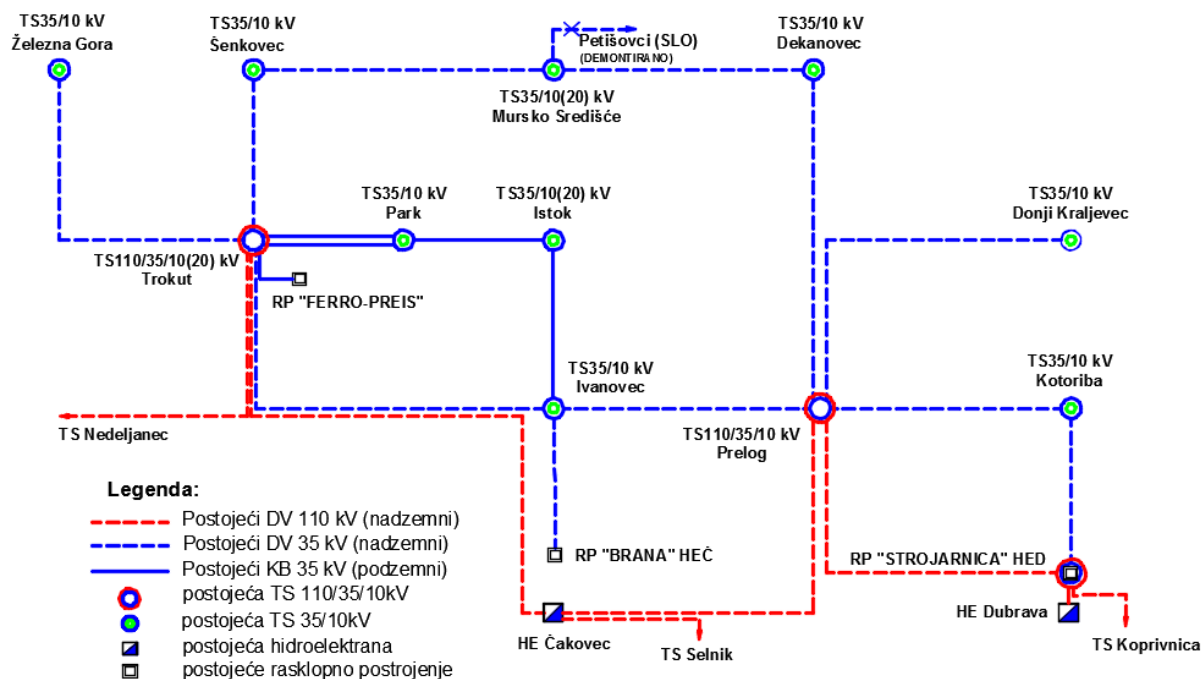 TS35/10 kV
Železna Gora
TS35/10 kV
Šenkovec
Petišovci (SLO)
(DEMONTIRANO)
TS35/10 kV
Dekanovec
TS35/10(20) kV
Mursko Središće
TS35/10 kV
Park
TS35/10(20) kV
Istok
TS35/10 kV
Donji Kraljevec
TS110/35/10(20) kV
Trokut
RP "FERRO-PREIS"
TS35/10 kV
Ivanovec
TS35/10 kV
Kotoriba
TS Nedeljanec
TS110/35/10 kV
Prelog
Legenda:
Postojeći DV 110 kV (nadzemni)
Postojeći DV 35 kV (nadzemni)
Postojeći KB 35 kV (podzemni)
postojeća TS 110/35/10kV
postojeća TS 35/10kV
postojeća hidroelektrana
postojeće rasklopno postrojenje
RP "BRANA" HEČ
RP "STROJARNICA" HED
HE Čakovec
TS Selnik
HE Dubrava
TS Koprivnica